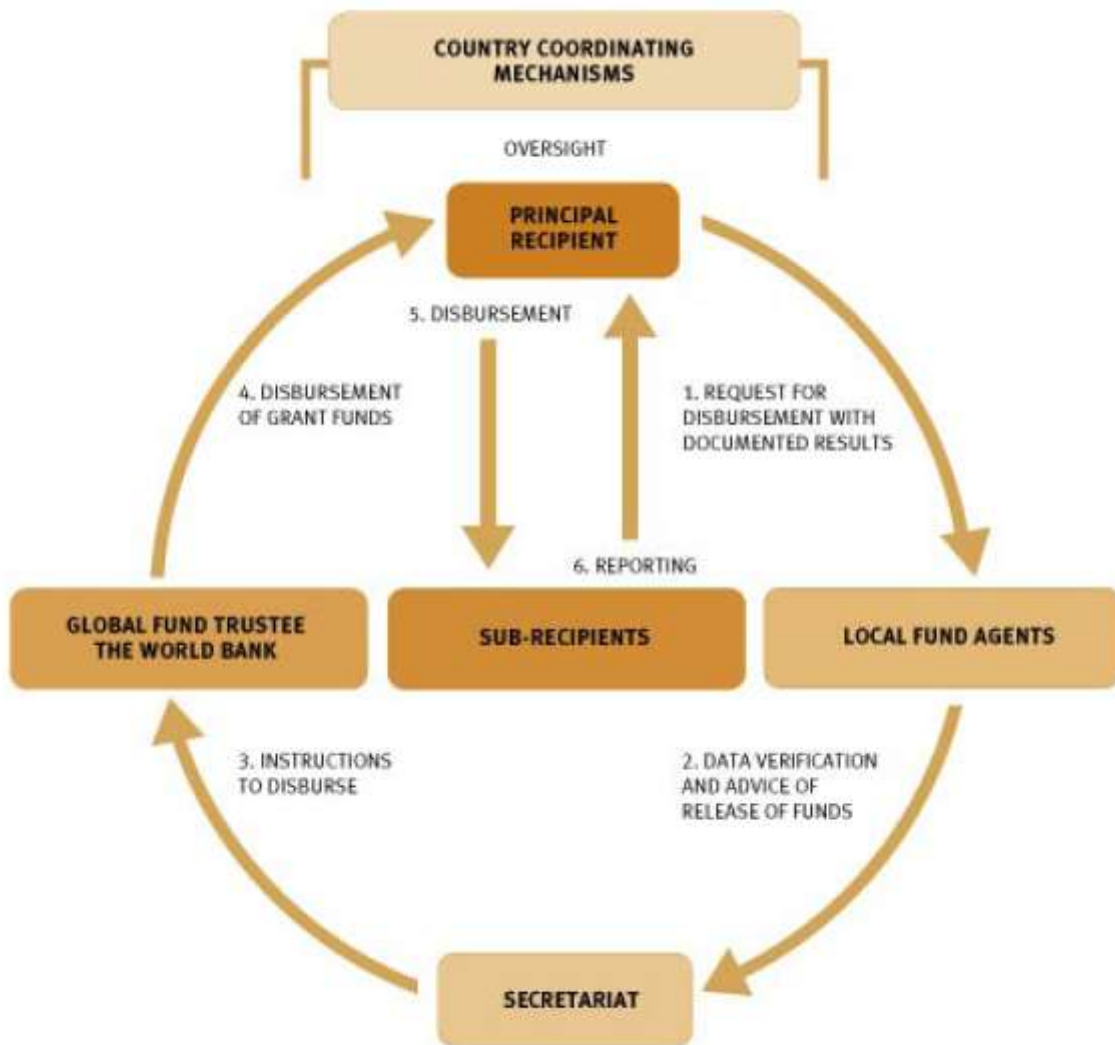 COUNTRY COORDINATING
MECHANISMS
OVERSIGHT
PRINCIPAL
RECIPIENT
5. DISBURSEMENT
4. DISBURSEMENT
OF GRANT FUNDS
1. REQUEST FOR
DISBURSEMENT WITH
DOCUMENTED RESULTS
6. REPORTING
GLOBAL FUND TRUSTEE
THE WORLD BANK
SUB-RECIPIENTS
LOCAL FUND AGENTS
3. INSTRUCTIONS
TO DISBURSE
2. DATA VERIFICATION
AND ADVICE OF
RELEASE OF FUNDS
SECRETARIAT